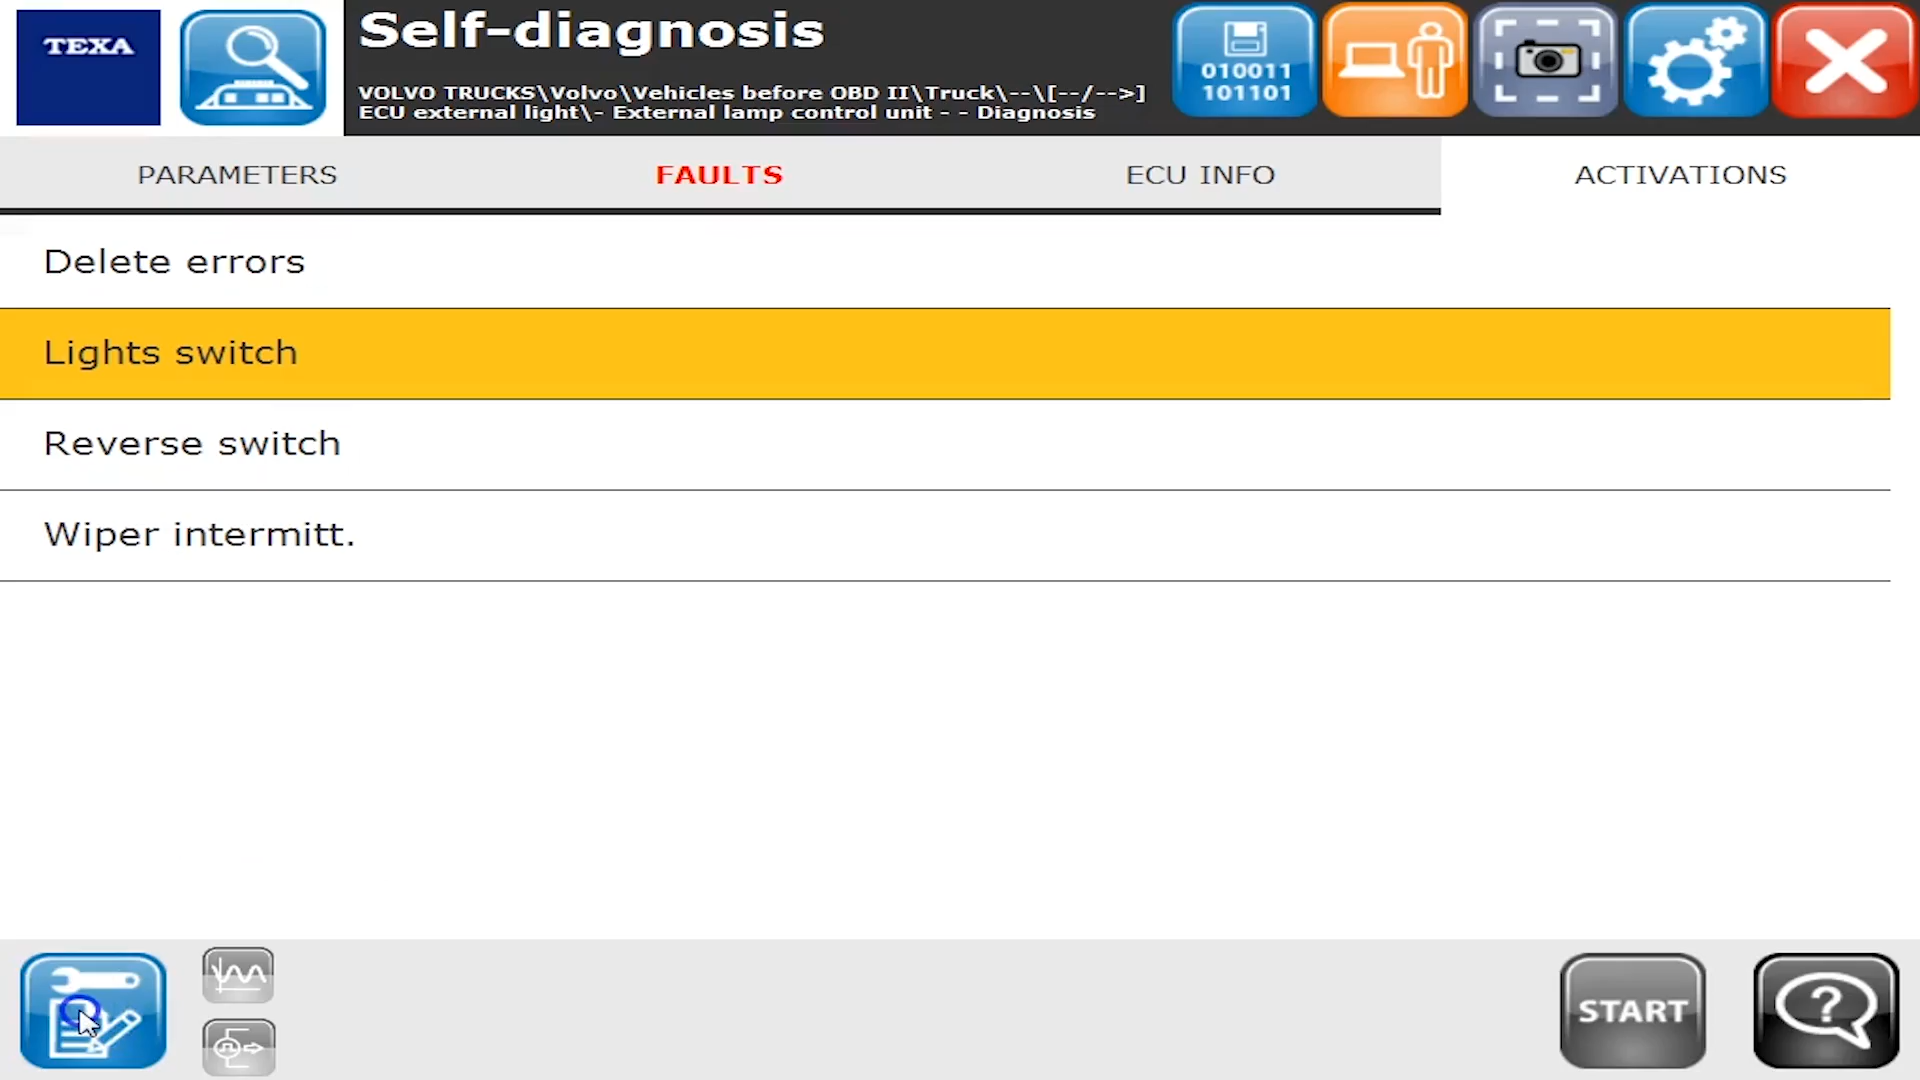 TEXA
Self-diagnosis
VOLVO TRUCKS\Volvo\Vehicles before OBD II\Truck\--\[--/-->]
ECU external light\- External lamp control unit - - Diagnosis
010011
101101
PARAMETERS
FAULTS
ECU INFO
ACTIVATIONS
Delete errors
Lights switch
Reverse switch
Wiper intermitt.
START
?